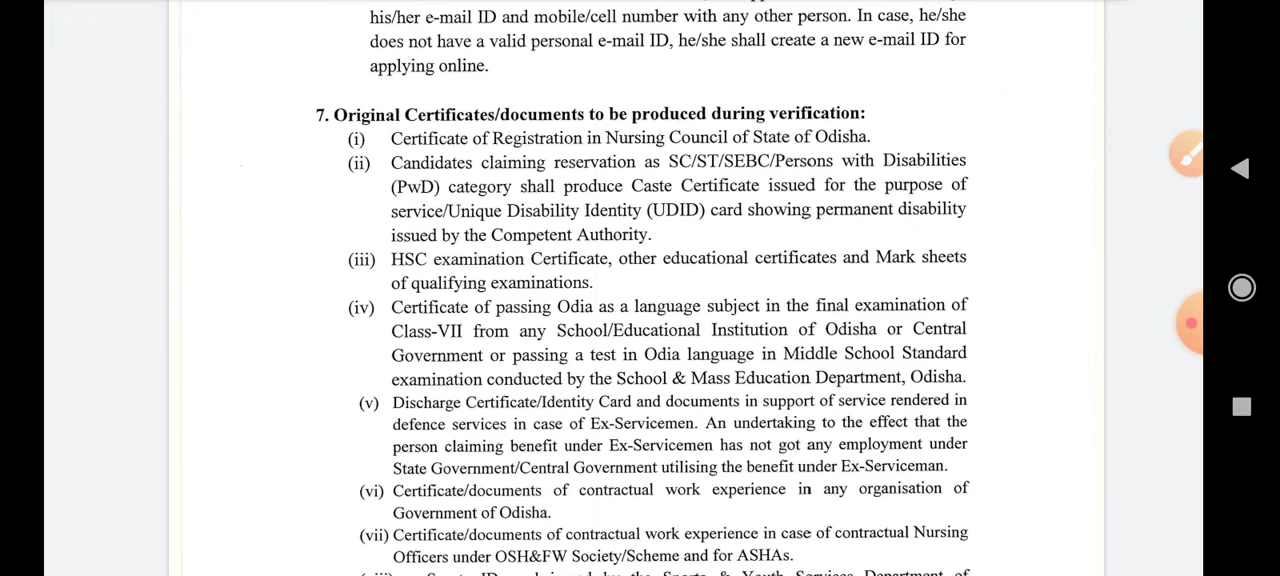 his/her e-mail ID and mobile/cell number with any other person. In case, he/she
does not have a valid personal e-mail ID, he/she shall create a new e-mail ID for
applying online.
7. Original Certificates/documents to be produced during verification:
(i) Certificate of Registration in Nursing Council of State of Odisha.
(ii) Candidates claiming reservation as SC/ST/SEBC/Persons with Disabilities
(PwD) category shall produce Caste Certificate issued for the purpose of
service/Unique Disability Identity (UDID) card showing permanent disability
issued by the Competent Authority.
(iii) HSC examination Certificate, other educational certificates and Mark sheets
of qualifying examinations.
(iv) Certificate of passing Odia as a language subject in the final examination of
Class-VII from any School/Educational Institution of Odisha or Central
Government or passing a test in Odia language in Middle School Standard
examination conducted by the School & Mass Education Department, Odisha.
(v) Discharge Certificate/Identity Card and documents in support of service rendered in
defence services in case of Ex-Servicemen. An undertaking to the effect that the
person claiming benefit under Ex-Servicemen has not got any employment under
State Government/Central Government utilising the benefit under Ex-Serviceman.
(vi) Certificate/documents of contractual work experience in any organisation of
Government of Odisha.
(vii) Certificate/documents of contractual work experience in case of contractual Nursing
Officers under OSH&FW Society/Scheme and for ASHAs.